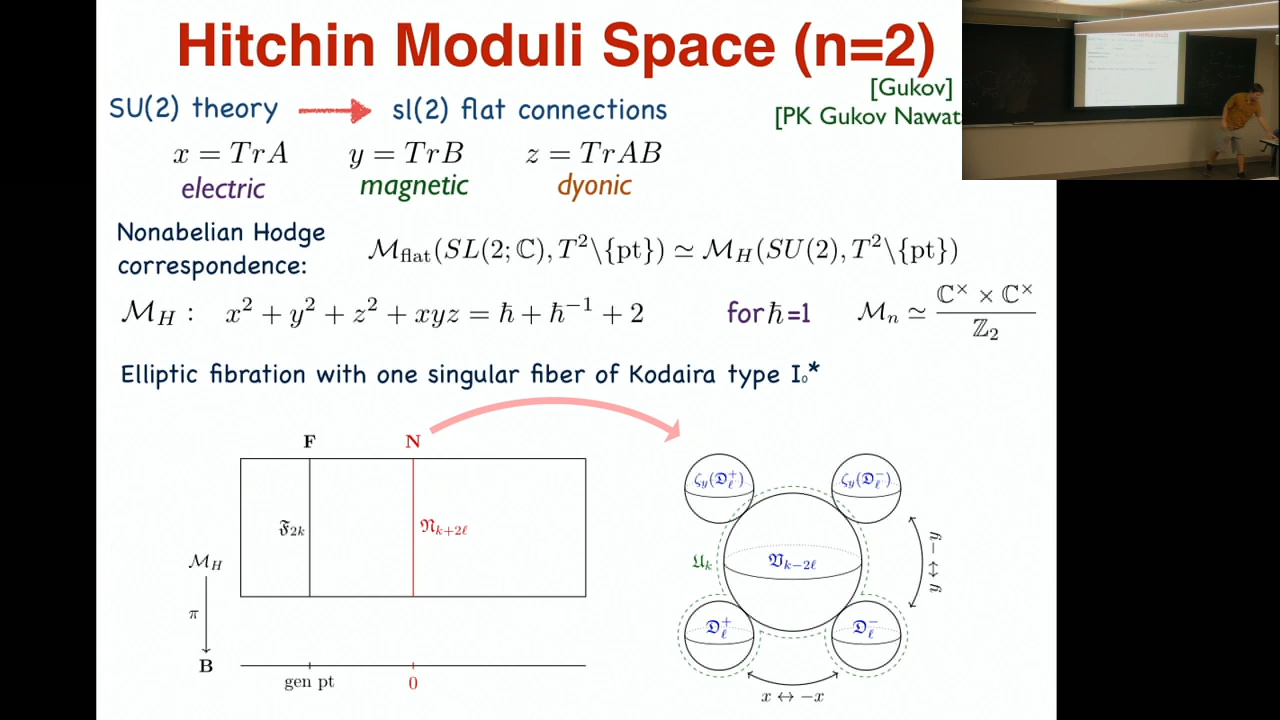 Hitchin Moduli Space (n=2)
[Gukov]
SU(2) theory sl(2) flat connections
[PK Gukov Nawat
x = TrA y = TrB z = TrAB
electric magnetic dyonic
Nonabelian Hodge
correspondence:
ℳ_flat(SL(2;ℂ), T²\{pt}) ≃ ℳ_H(SU(2), T²\{pt})
ℳ_H : x² + y² + z² + xyz = ℏ + ℏ⁻¹ + 2 for ℏ=1 ℳ_n ≃ (ℂ^× × ℂ^×)/ℤ₂
Elliptic fibration with one singular fiber of Kodaira type I₀*
F N
𝔉_{2k} 𝔑_{k+2ℓ}
ℳ_H
π
B
gen pt 0
ζ_y(𝔇_ℓ^+) ζ_y(𝔇_ℓ^-)
𝔘_k 𝔙_{k-2ℓ} y ↔ -y
𝔇_ℓ^+ 𝔇_ℓ^-
x ↔ -x